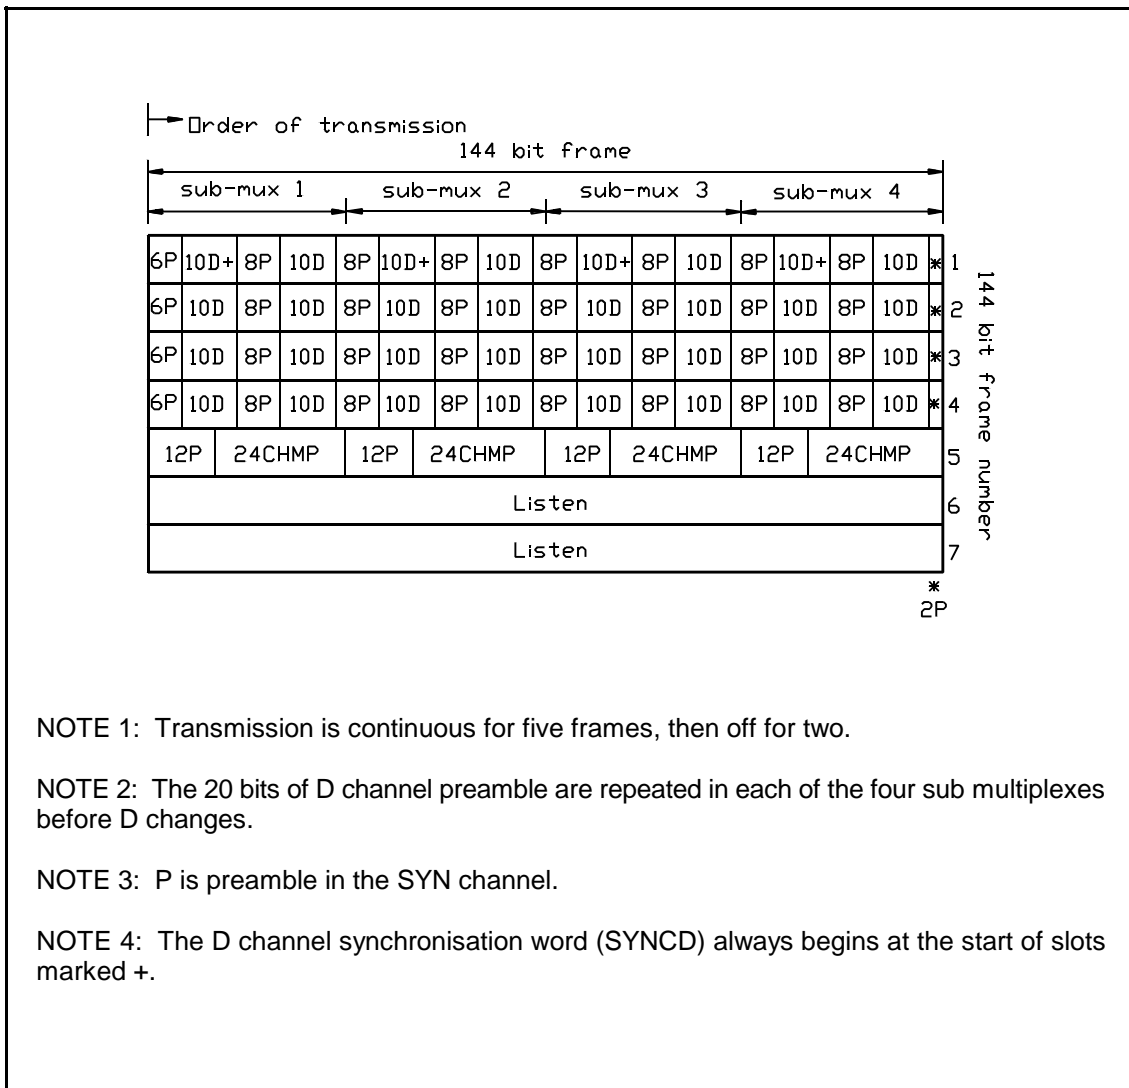 Order of transmission
144 bit frame
sub-mux 1 sub-mux 2 sub-mux 3 sub-mux 4
6P 10D+ 8P 10D 8P 10D+ 8P 10D 8P 10D+ 8P 10D 8P 10D+ 8P 10D * 1
6P 10D 8P 10D 8P 10D 8P 10D 8P 10D 8P 10D 8P 10D 8P 10D * 2
6P 10D 8P 10D 8P 10D 8P 10D 8P 10D 8P 10D 8P 10D 8P 10D * 3
6P 10D 8P 10D 8P 10D 8P 10D 8P 10D 8P 10D 8P 10D 8P 10D * 4
12P 24CHMP 12P 24CHMP 12P 24CHMP 12P 24CHMP 5
Listen 6
Listen 7
144 bit frame number
*
2P
NOTE 1: Transmission is continuous for five frames, then off for two.
NOTE 2: The 20 bits of D channel preamble are repeated in each of the four sub multiplexes
before D changes.
NOTE 3: P is preamble in the SYN channel.
NOTE 4: The D channel synchronisation word (SYNCD) always begins at the start of slots
marked +.